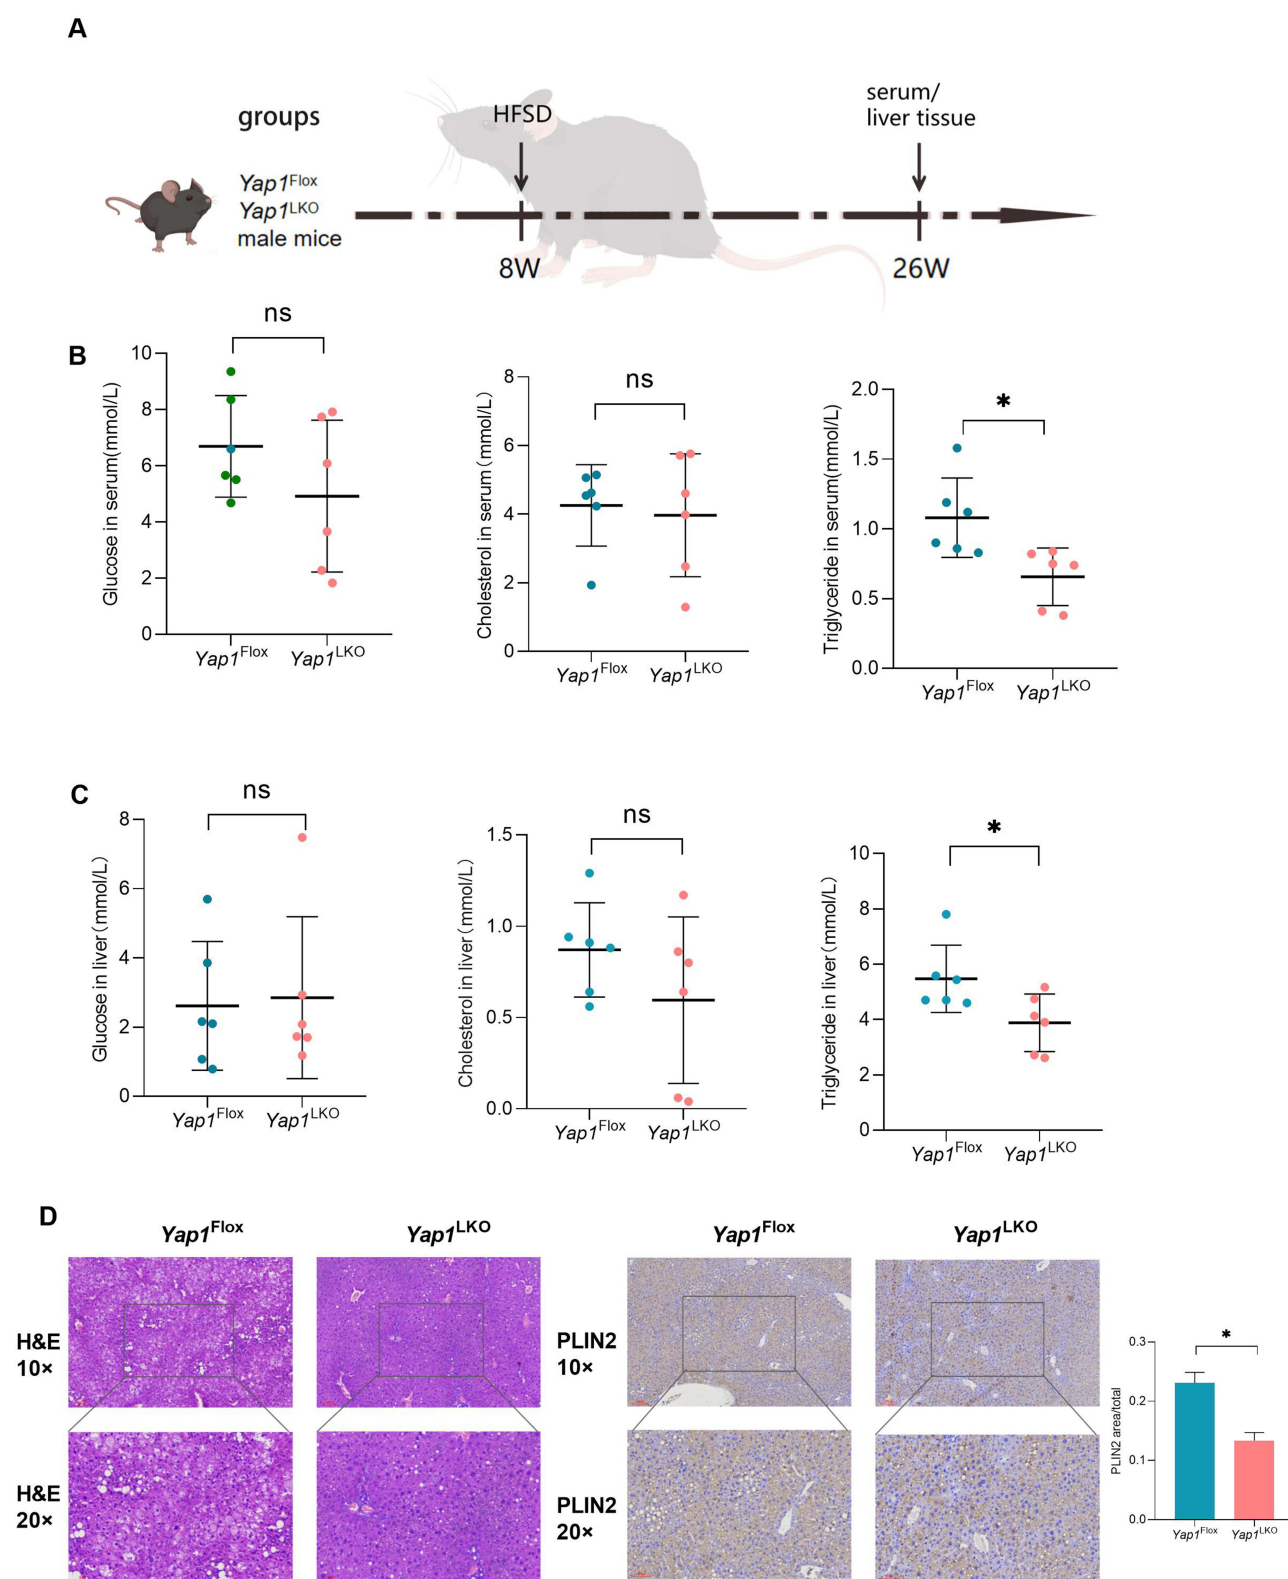 A
groups
HFSD
serum/
liver tissue
Yap1Flox
Yap1LKO
male mice
8W
26W
B
ns
Glucose in serum(mmol/L)
10
8
6
4
2
0
Yap1Flox
Yap1LKO
ns
Cholesterol in serum(mmol/L)
8
6
4
2
0
Yap1Flox
Yap1LKO
*
Triglyceride in serum(mmol/L)
2.0
1.5
1.0
0.5
0.0
Yap1Flox
Yap1LKO
C
ns
Glucose in liver(mmol/L)
8
6
4
2
0
Yap1Flox
Yap1LKO
ns
Cholesterol in liver(mmol/L)
1.5
1.0
0.5
0.0
Yap1Flox
Yap1LKO
*
Triglyceride in liver(mmol/L)
10
8
6
4
2
0
Yap1Flox
Yap1LKO
D
Yap1Flox
Yap1LKO
Yap1Flox
Yap1LKO
H&E
10×
PLIN2
10×
H&E
20×
PLIN2
20×
*
PLIN2 area/total
0.3
0.2
0.1
0.0
Yap1Flox
Yap1LKO